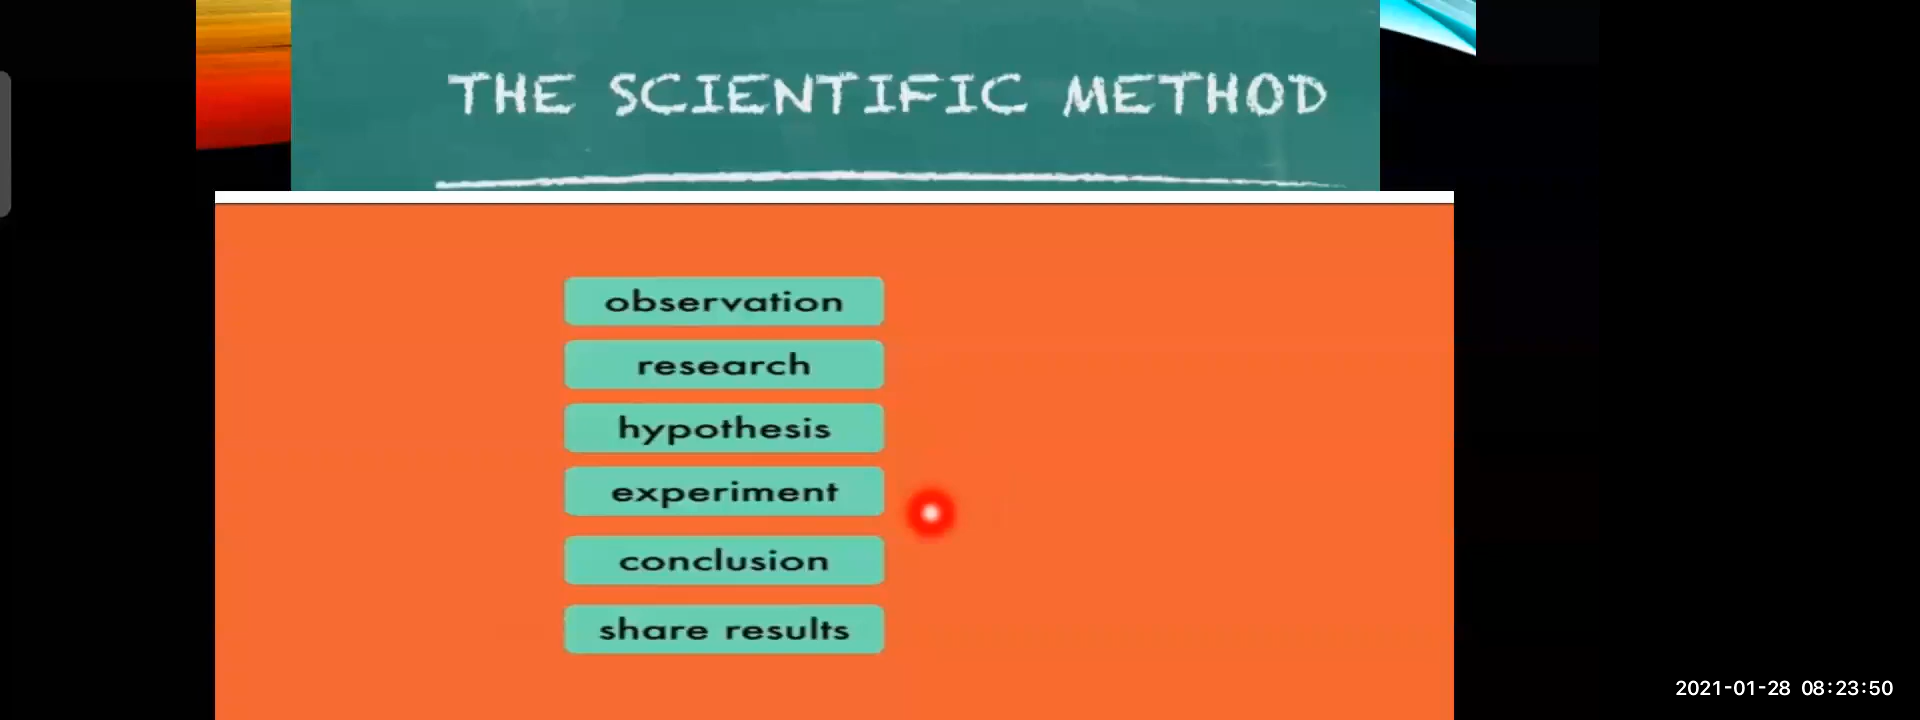 THE SCIENTIFIC METHOD
observation
research
hypothesis
experiment
conclusion
share results
2021-01-28 08:23:50